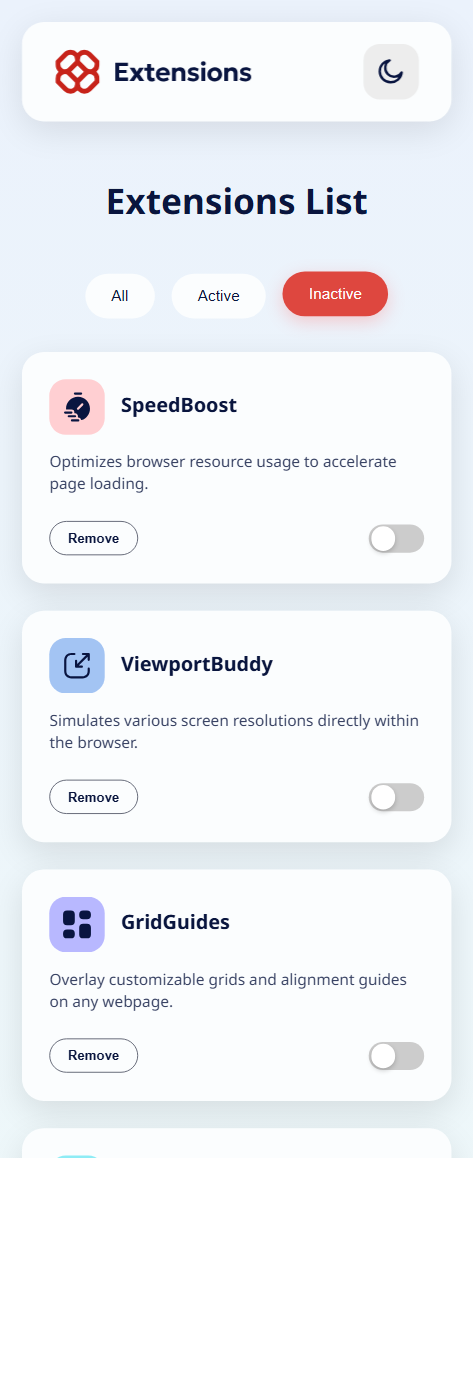 Extensions
Extensions List
All
Active
Inactive
SpeedBoost
Optimizes browser resource usage to accelerate
page loading.
Remove
ViewportBuddy
Simulates various screen resolutions directly within
the browser.
Remove
GridGuides
Overlay customizable grids and alignment guides
on any webpage.
Remove